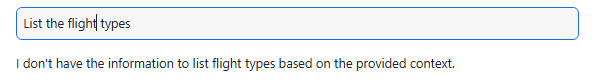 List the flight types
I don't have the information to list flight types based on the provided context.